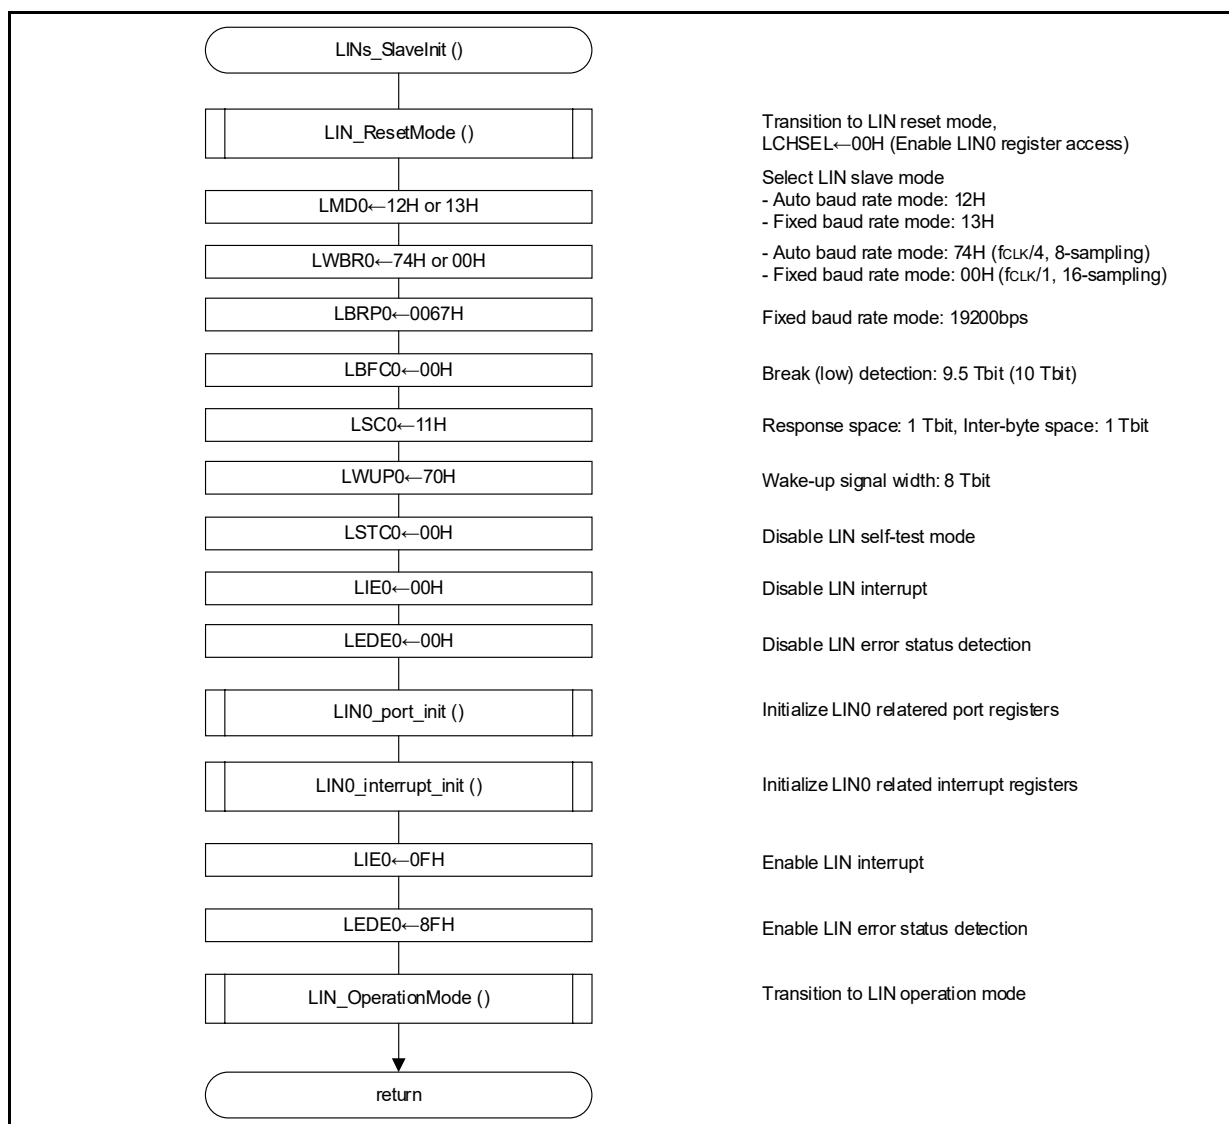 LINs_SlaveInit ()
LIN_ResetMode ()
Transition to LIN reset mode,
LCHSEL←00H (Enable LIN0 register access)
LMD0←12H or 13H
Select LIN slave mode
- Auto baud rate mode: 12H
- Fixed baud rate mode: 13H
LWBR0←74H or 00H
- Auto baud rate mode: 74H (fCLK/4, 8-sampling)
- Fixed baud rate mode: 00H (fCLK/1, 16-sampling)
LBRP0←0067H
Fixed baud rate mode: 19200bps
LBFC0←00H
Break (low) detection: 9.5 Tbit (10 Tbit)
LSC0←11H
Response space: 1 Tbit, Inter-byte space: 1 Tbit
LWUP0←70H
Wake-up signal width: 8 Tbit
LSTC0←00H
Disable LIN self-test mode
LIE0←00H
Disable LIN interrupt
LEDE0←00H
Disable LIN error status detection
LIN0_port_init ()
Initialize LIN0 relatered port registers
LIN0_interrupt_init ()
Initialize LIN0 related interrupt registers
LIE0←0FH
Enable LIN interrupt
LEDE0←8FH
Enable LIN error status detection
LIN_OperationMode ()
Transition to LIN operation mode
return